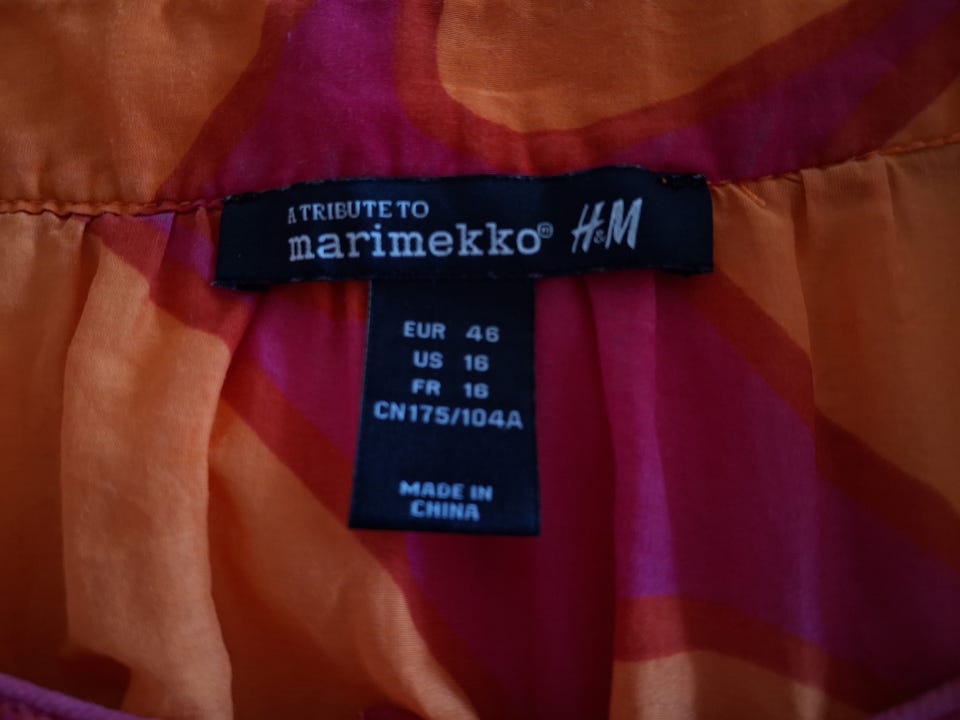 A TRIBUTE TO
marimekko® H&M
EUR 46
US 16
FR 16
CN175/104A
MADE IN
CHINA